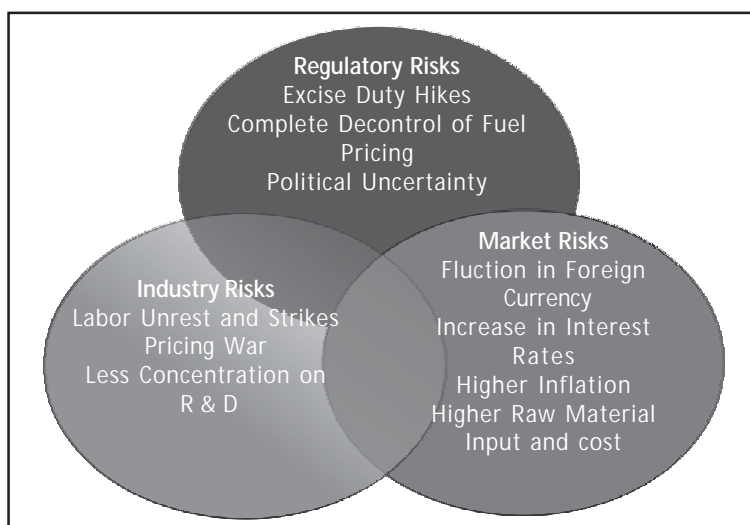 Regulatory Risks
Excise Duty Hikes
Complete Decontrol of Fuel
Pricing
Political Uncertainty
Industry Risks
Labor Unrest and Strikes
Pricing War
Less Concentration on
R & D
Market Risks
Fluction in Foreign
Currency
Increase in Interest
Rates
Higher Inflation
Higher Raw Material
Input and cost